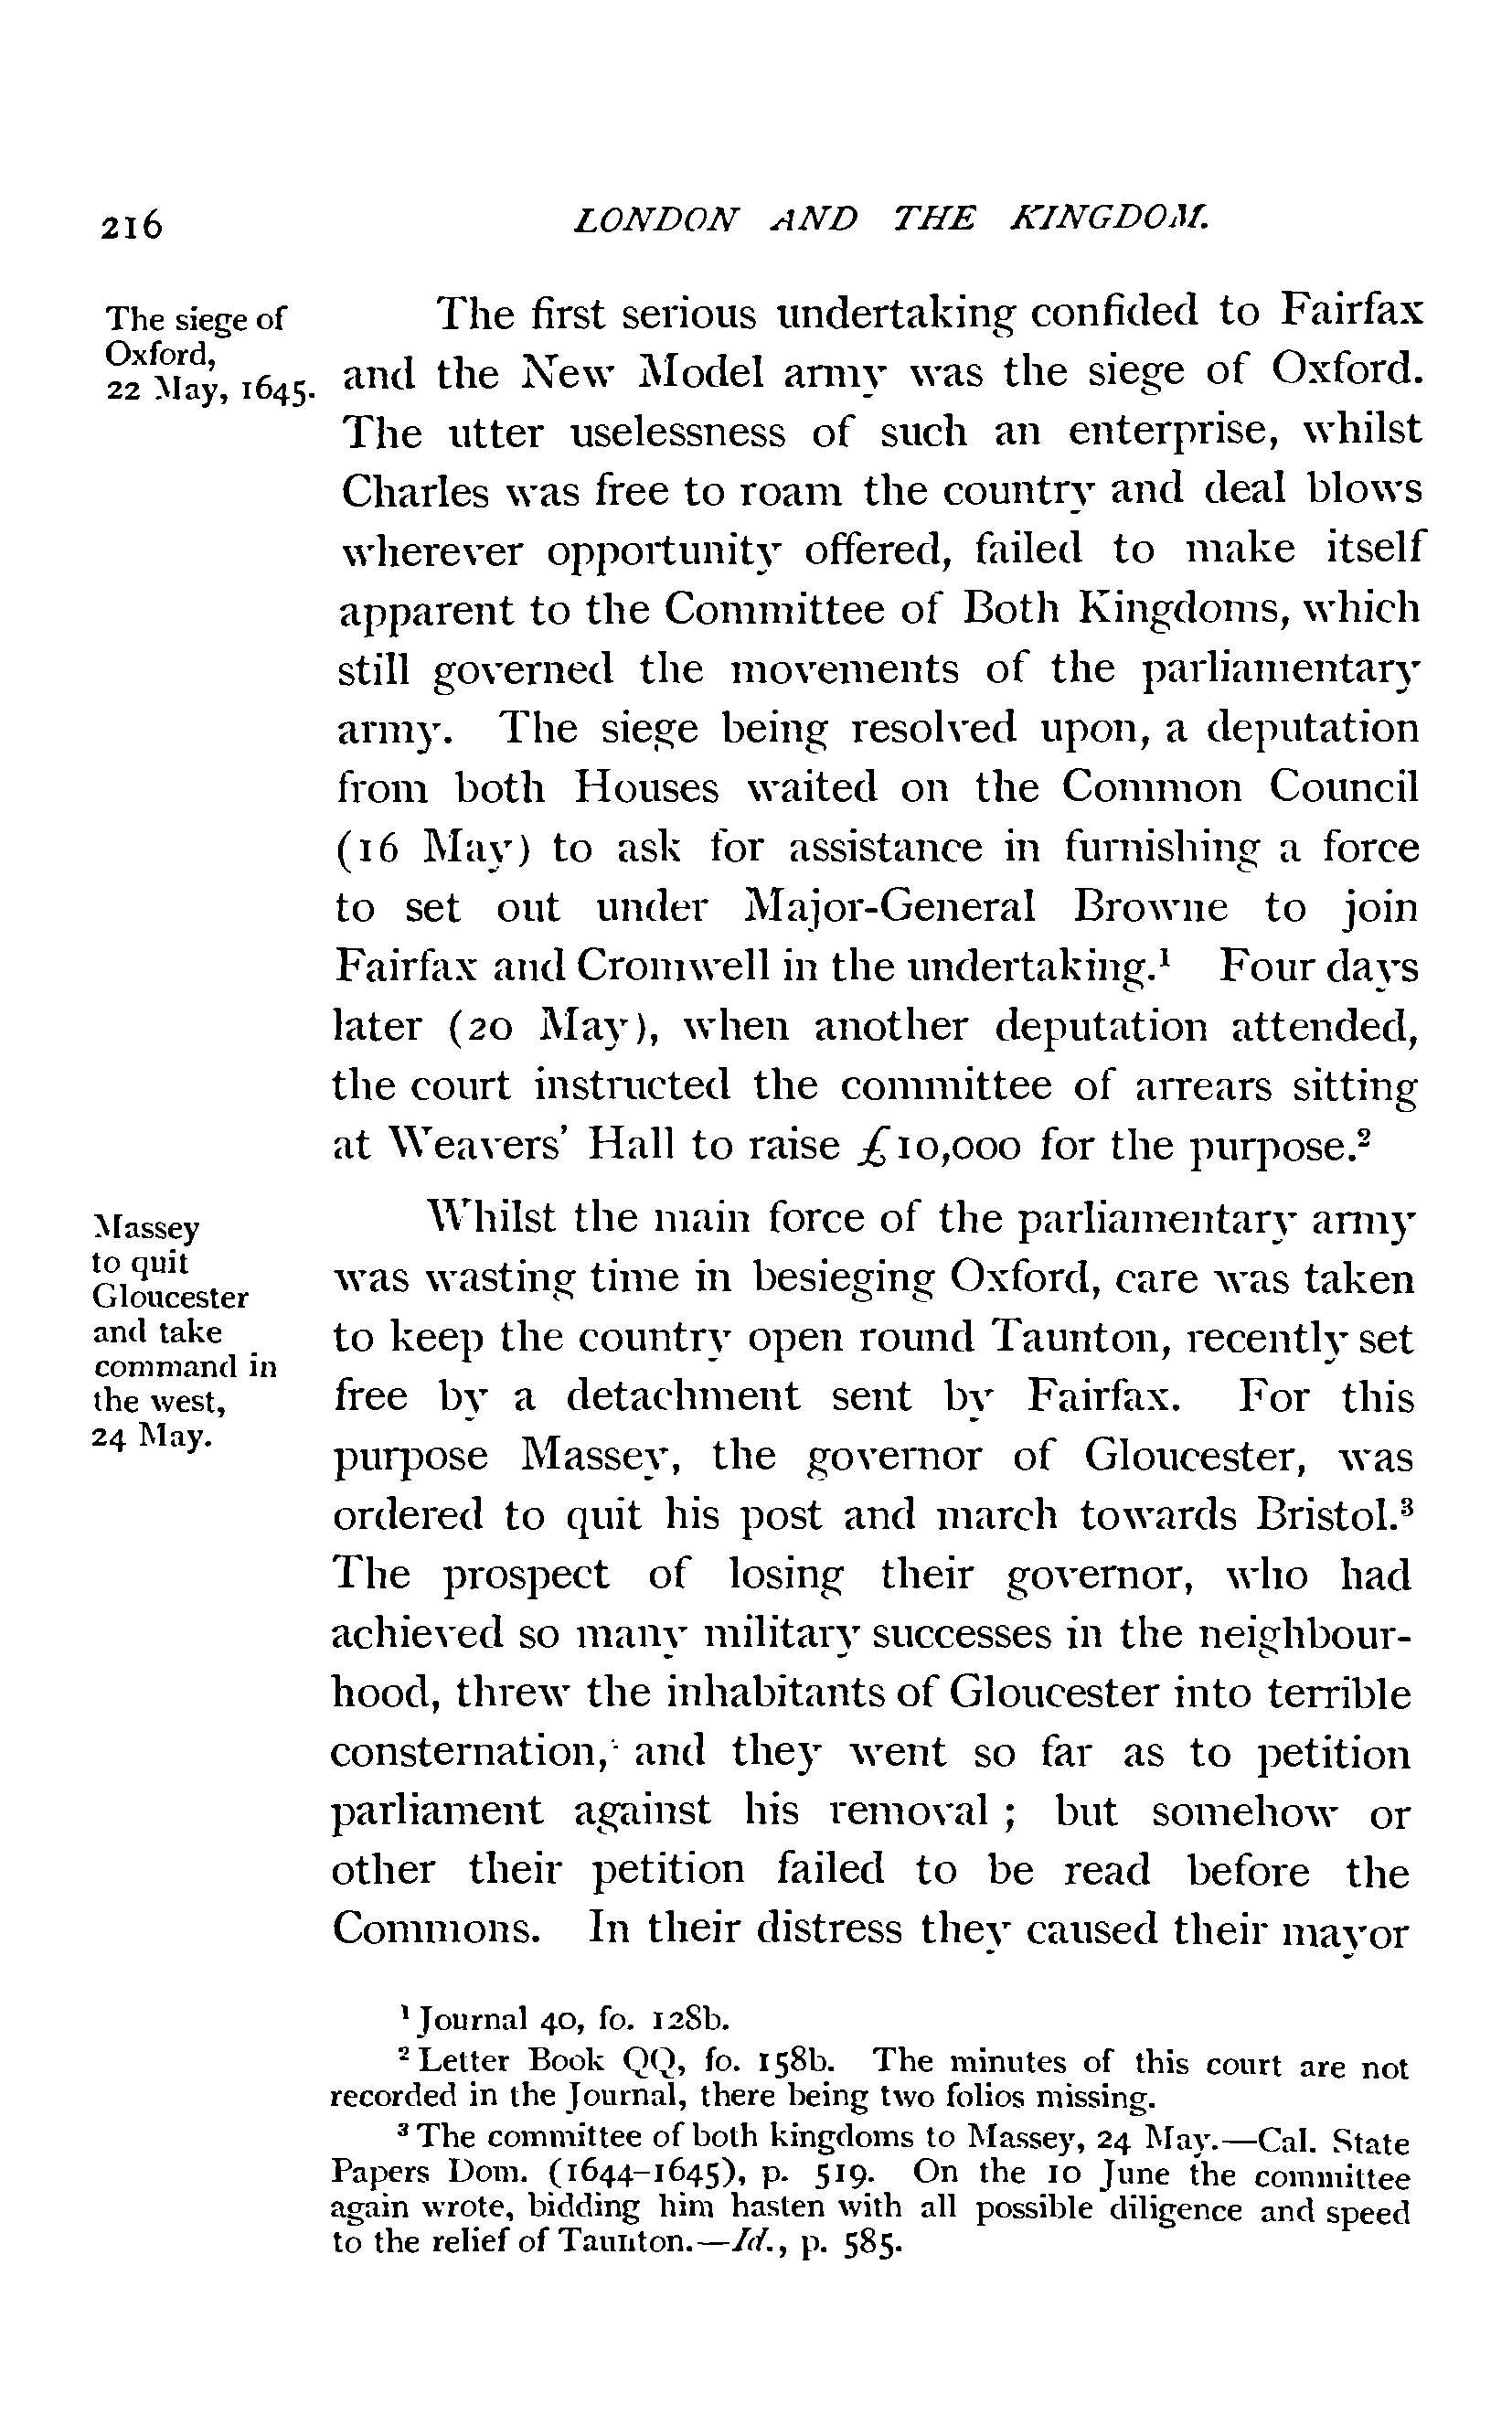 216
LONDON AND THE KINGDOM.
The siege of
Oxford,
22 May, 1645.
The first serious undertaking confided to Fairfax
and the New Model army was the siege of Oxford.
The utter uselessness of such an enterprise, whilst
Charles was free to roam the country and deal blows
wherever opportunity offered, failed to make itself
apparent to the Committee of Both Kingdoms, which
still governed the movements of the parliamentary
army. The siege being resolved upon, a deputation
from both Houses waited on the Common Council
(16 May) to ask for assistance in furnishing a force
to set out under Major-General Browne to join
Fairfax and Cromwell in the undertaking.¹ Four days
later (20 May), when another deputation attended,
the court instructed the committee of arrears sitting
at Weavers' Hall to raise £10,000 for the purpose.²
Massey
to quit
Gloucester
and take
command in
the west,
24 May.
Whilst the main force of the parliamentary army
was wasting time in besieging Oxford, care was taken
to keep the country open round Taunton, recently set
free by a detachment sent by Fairfax. For this
purpose Massey, the governor of Gloucester, was
ordered to quit his post and march towards Bristol.³
The prospect of losing their governor, who had
achieved so many military successes in the neighbour-
hood, threw the inhabitants of Gloucester into terrible
consternation, and they went so far as to petition
parliament against his removal ; but somehow or
other their petition failed to be read before the
Commons. In their distress they caused their mayor
¹ Journal 40, fo. 128b.
² Letter Book QQ, fo. 158b. The minutes of this court are not
recorded in the Journal, there being two folios missing.
³ The committee of both kingdoms to Massey, 24 May.—Cal. State
Papers Dom. (1644-1645), p. 519. On the 10 June the committee
again wrote, bidding him hasten with all possible diligence and speed
to the relief of Taunton.—Id., p. 585.